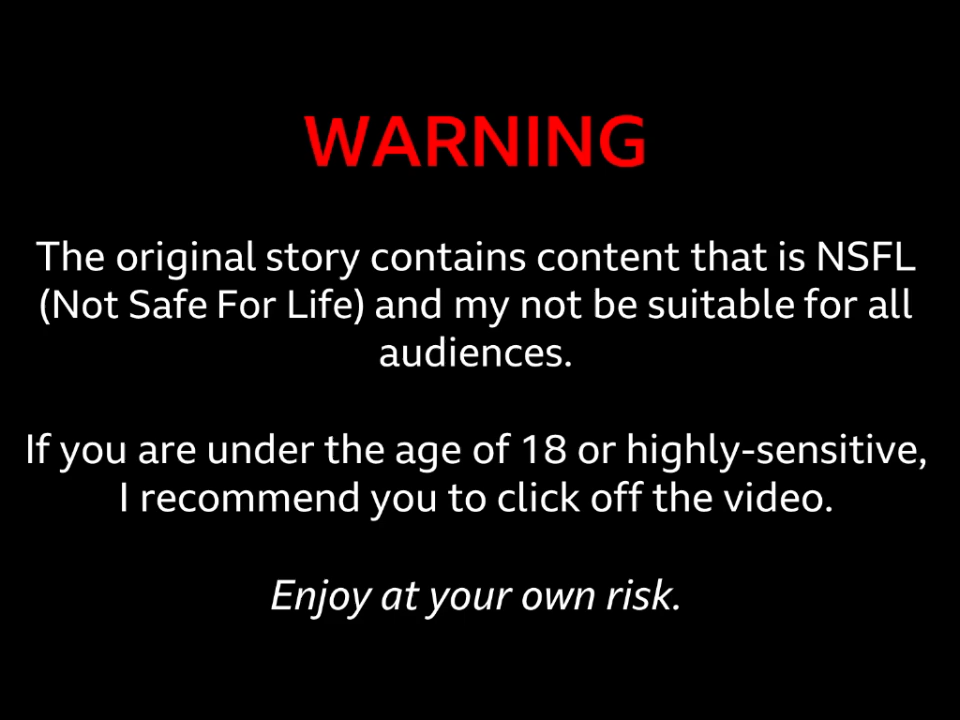 WARNING
The original story contains content that is NSFL
(Not Safe For Life) and my not be suitable for all
audiences.
If you are under the age of 18 or highly-sensitive,
I recommend you to click off the video.
Enjoy at your own risk.